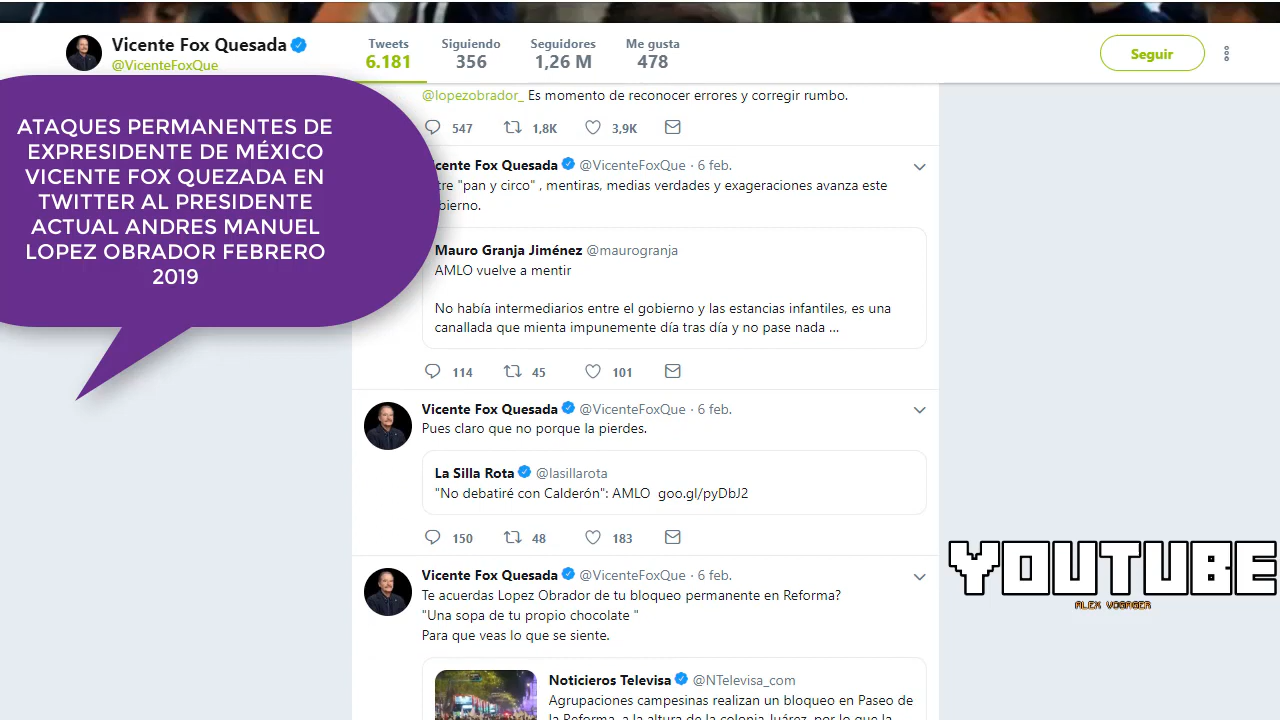 Vicente Fox Quesada
@VicenteFoxQue
Tweets
6.181
Siguiendo
356
Seguidores
1,26 M
Me gusta
478
Seguir
ATAQUES PERMANENTES DE
EXPRESIDENTE DE MÉXICO
VICENTE FOX QUEZADA EN
TWITTER AL PRESIDENTE
ACTUAL ANDRES MANUEL
LOPEZ OBRADOR FEBRERO
2019
@lopezobrador_ Es momento de reconocer errores y corregir rumbo.
547 1,8K 3,9K
cente Fox Quesada @VicenteFoxQue · 6 feb.
tre "pan y circo" , mentiras, medias verdades y exageraciones avanza este
bierno.
Mauro Granja Jiménez @maurogranja
AMLO vuelve a mentir
No había intermediarios entre el gobierno y las estancias infantiles, es una
canallada que mienta impunemente día tras día y no pase nada ...
114 45 101
Vicente Fox Quesada @VicenteFoxQue · 6 feb.
Pues claro que no porque la pierdes.
La Silla Rota @lasillarota
"No debatiré con Calderón": AMLO goo.gl/pyDbJ2
150 48 183
Vicente Fox Quesada @VicenteFoxQue · 6 feb.
Te acuerdas Lopez Obrador de tu bloqueo permanente en Reforma?
"Una sopa de tu propio chocolate "
Para que veas lo que se siente.
Noticieros Televisa @NTelevisa_com
Agrupaciones campesinas realizan un bloqueo en Paseo de
la Reforma, a la altura de la colonia Juárez, por lo que la
YOUTUBE
ALEX VOGAGER